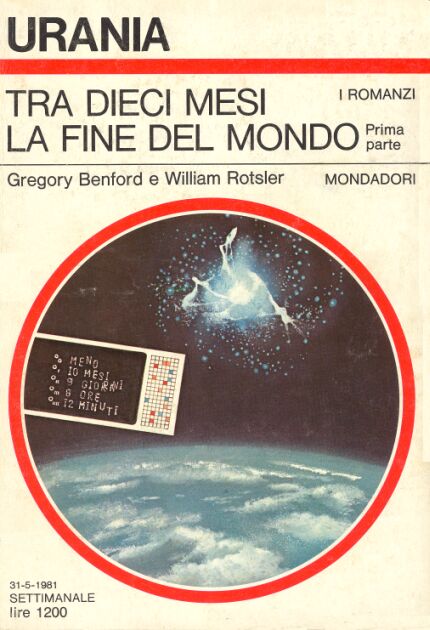 URANIA
TRA DIECI MESI
LA FINE DEL MONDO
I ROMANZI
Prima
parte
Gregory Benford e William Rotsler
MONDADORI
MENO
10 MESI
9 GIORNI
6 ORE
12 MINUTI
31-5-1981
SETTIMANALE
lire 1200